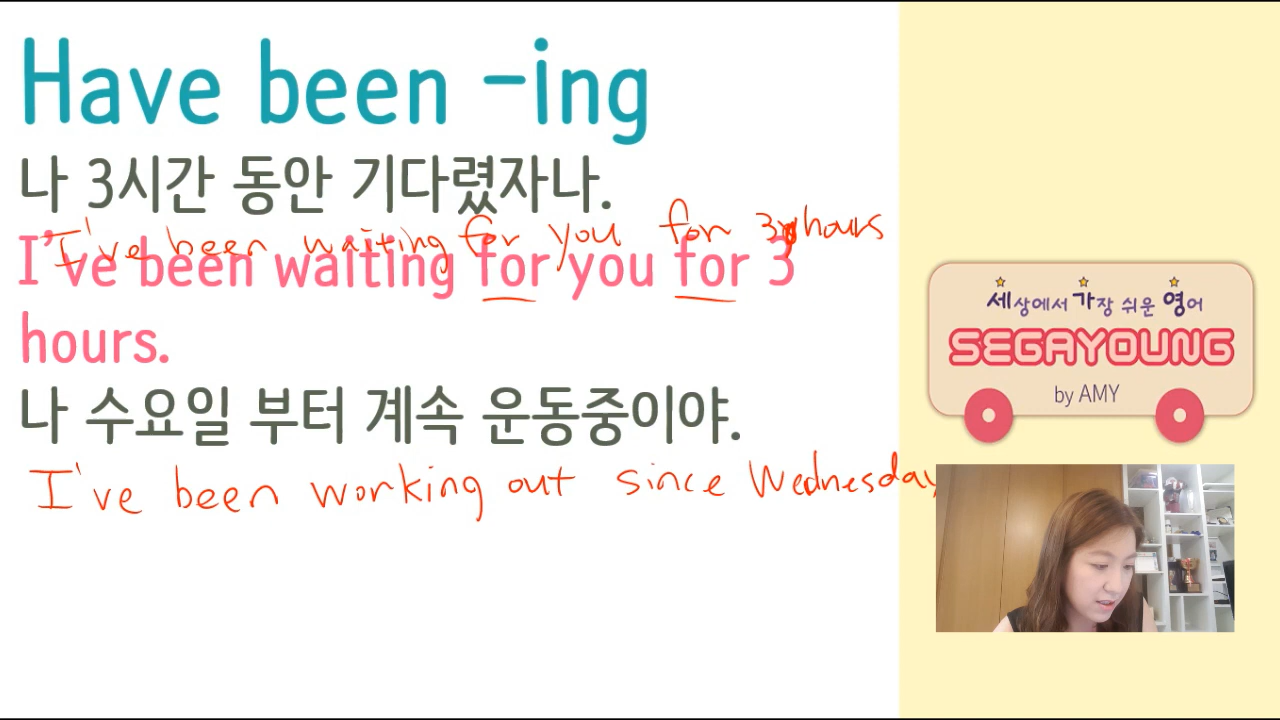 Have been -ing
나 3시간 동안 기다렸자나.
I've been waiting for you for 3 hours
I've been waiting for you for 3
hours.
나 수요일 부터 계속 운동중이야.
I've been working out since Wednesday
세상에서 가장 쉬운 영어
SEGAYOUNG
by AMY